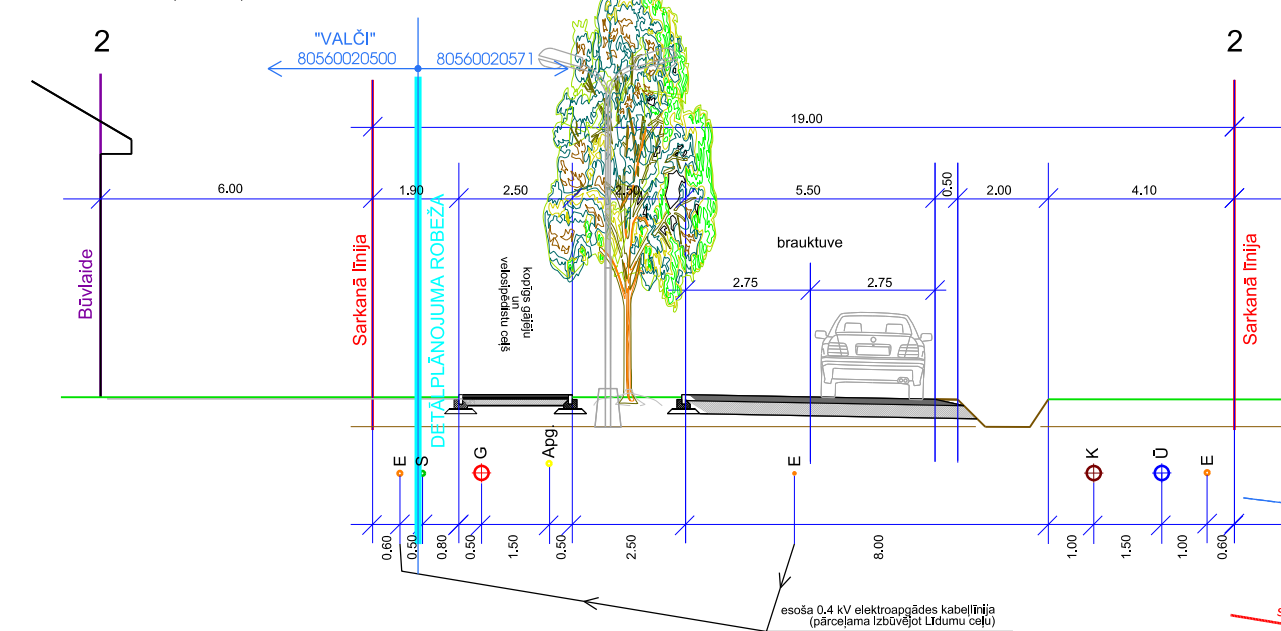 2
2
"VALČI"
80560020500
80560020571
19.00
6.00
1.90
2.50
2.50
5.50
0.50
2.00
4.10
brauktuve
2.75
2.75
Būvlaide
Sarkanā līnija
DETĀLPLĀNOJUMA ROBEŽA
kopīgs gājēju
un
velosipēdistu ceļš
Sarkanā līnija
E
S
G
Apg.
E
K
Ū
E
0.60
0.50
0.80
0.50
1.50
0.50
2.50
8.00
1.00
1.50
1.00
0.60
esoša 0.4 kV elektroapgādes kabeļlīnija
(pārceļama Izbūvējot Līdumu ceļu)